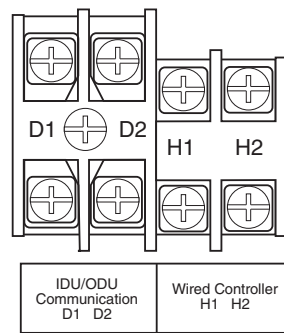 D1 D2 H1 H2
IDU/ODU
Communication
D1 D2
Wired Controller
H1 H2